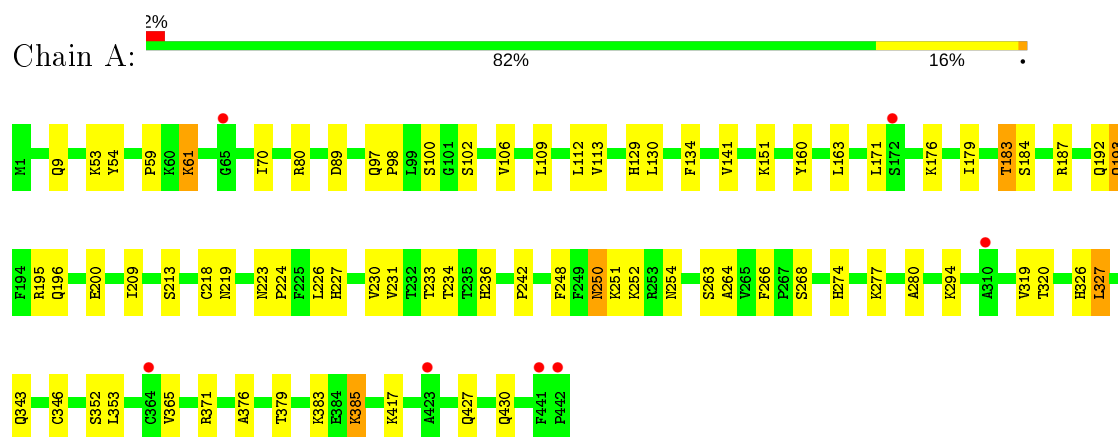 2%
Chain A:
82% 16% •
M1 Q9 K53 Y54 P59 K60 K61 G65 I70 R80 D89 Q97 P98 L99 S100 G101 S102 V106 L109 L112 V113 H129 L130 F134 V141 K151 Y160 L163 L171 S172 K176 I179 T183 S184 R187 Q192 Q193
F194 R195 Q196 E200 I209 S213 C218 N219 N223 P224 F225 L226 H227 V230 V231 T232 T233 T234 T235 H236 P242 F248 F249 N250 K251 K252 R253 N254 S263 A264 V265 F266 P267 S268 H274 K277 A280 K294 A310 V319 T320 H326 L327
Q343 C346 S352 L353 C364 V365 R371 A376 T379 K383 E384 K385 K417 A423 Q427 Q430 F441 P442